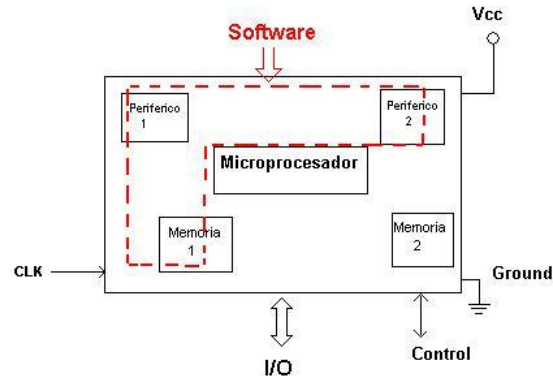 Vcc
Software
Periferico
1
Periferico
2
Microprocesador
Memoria
1
Memoria
2
CLK
Ground
Control
I/O